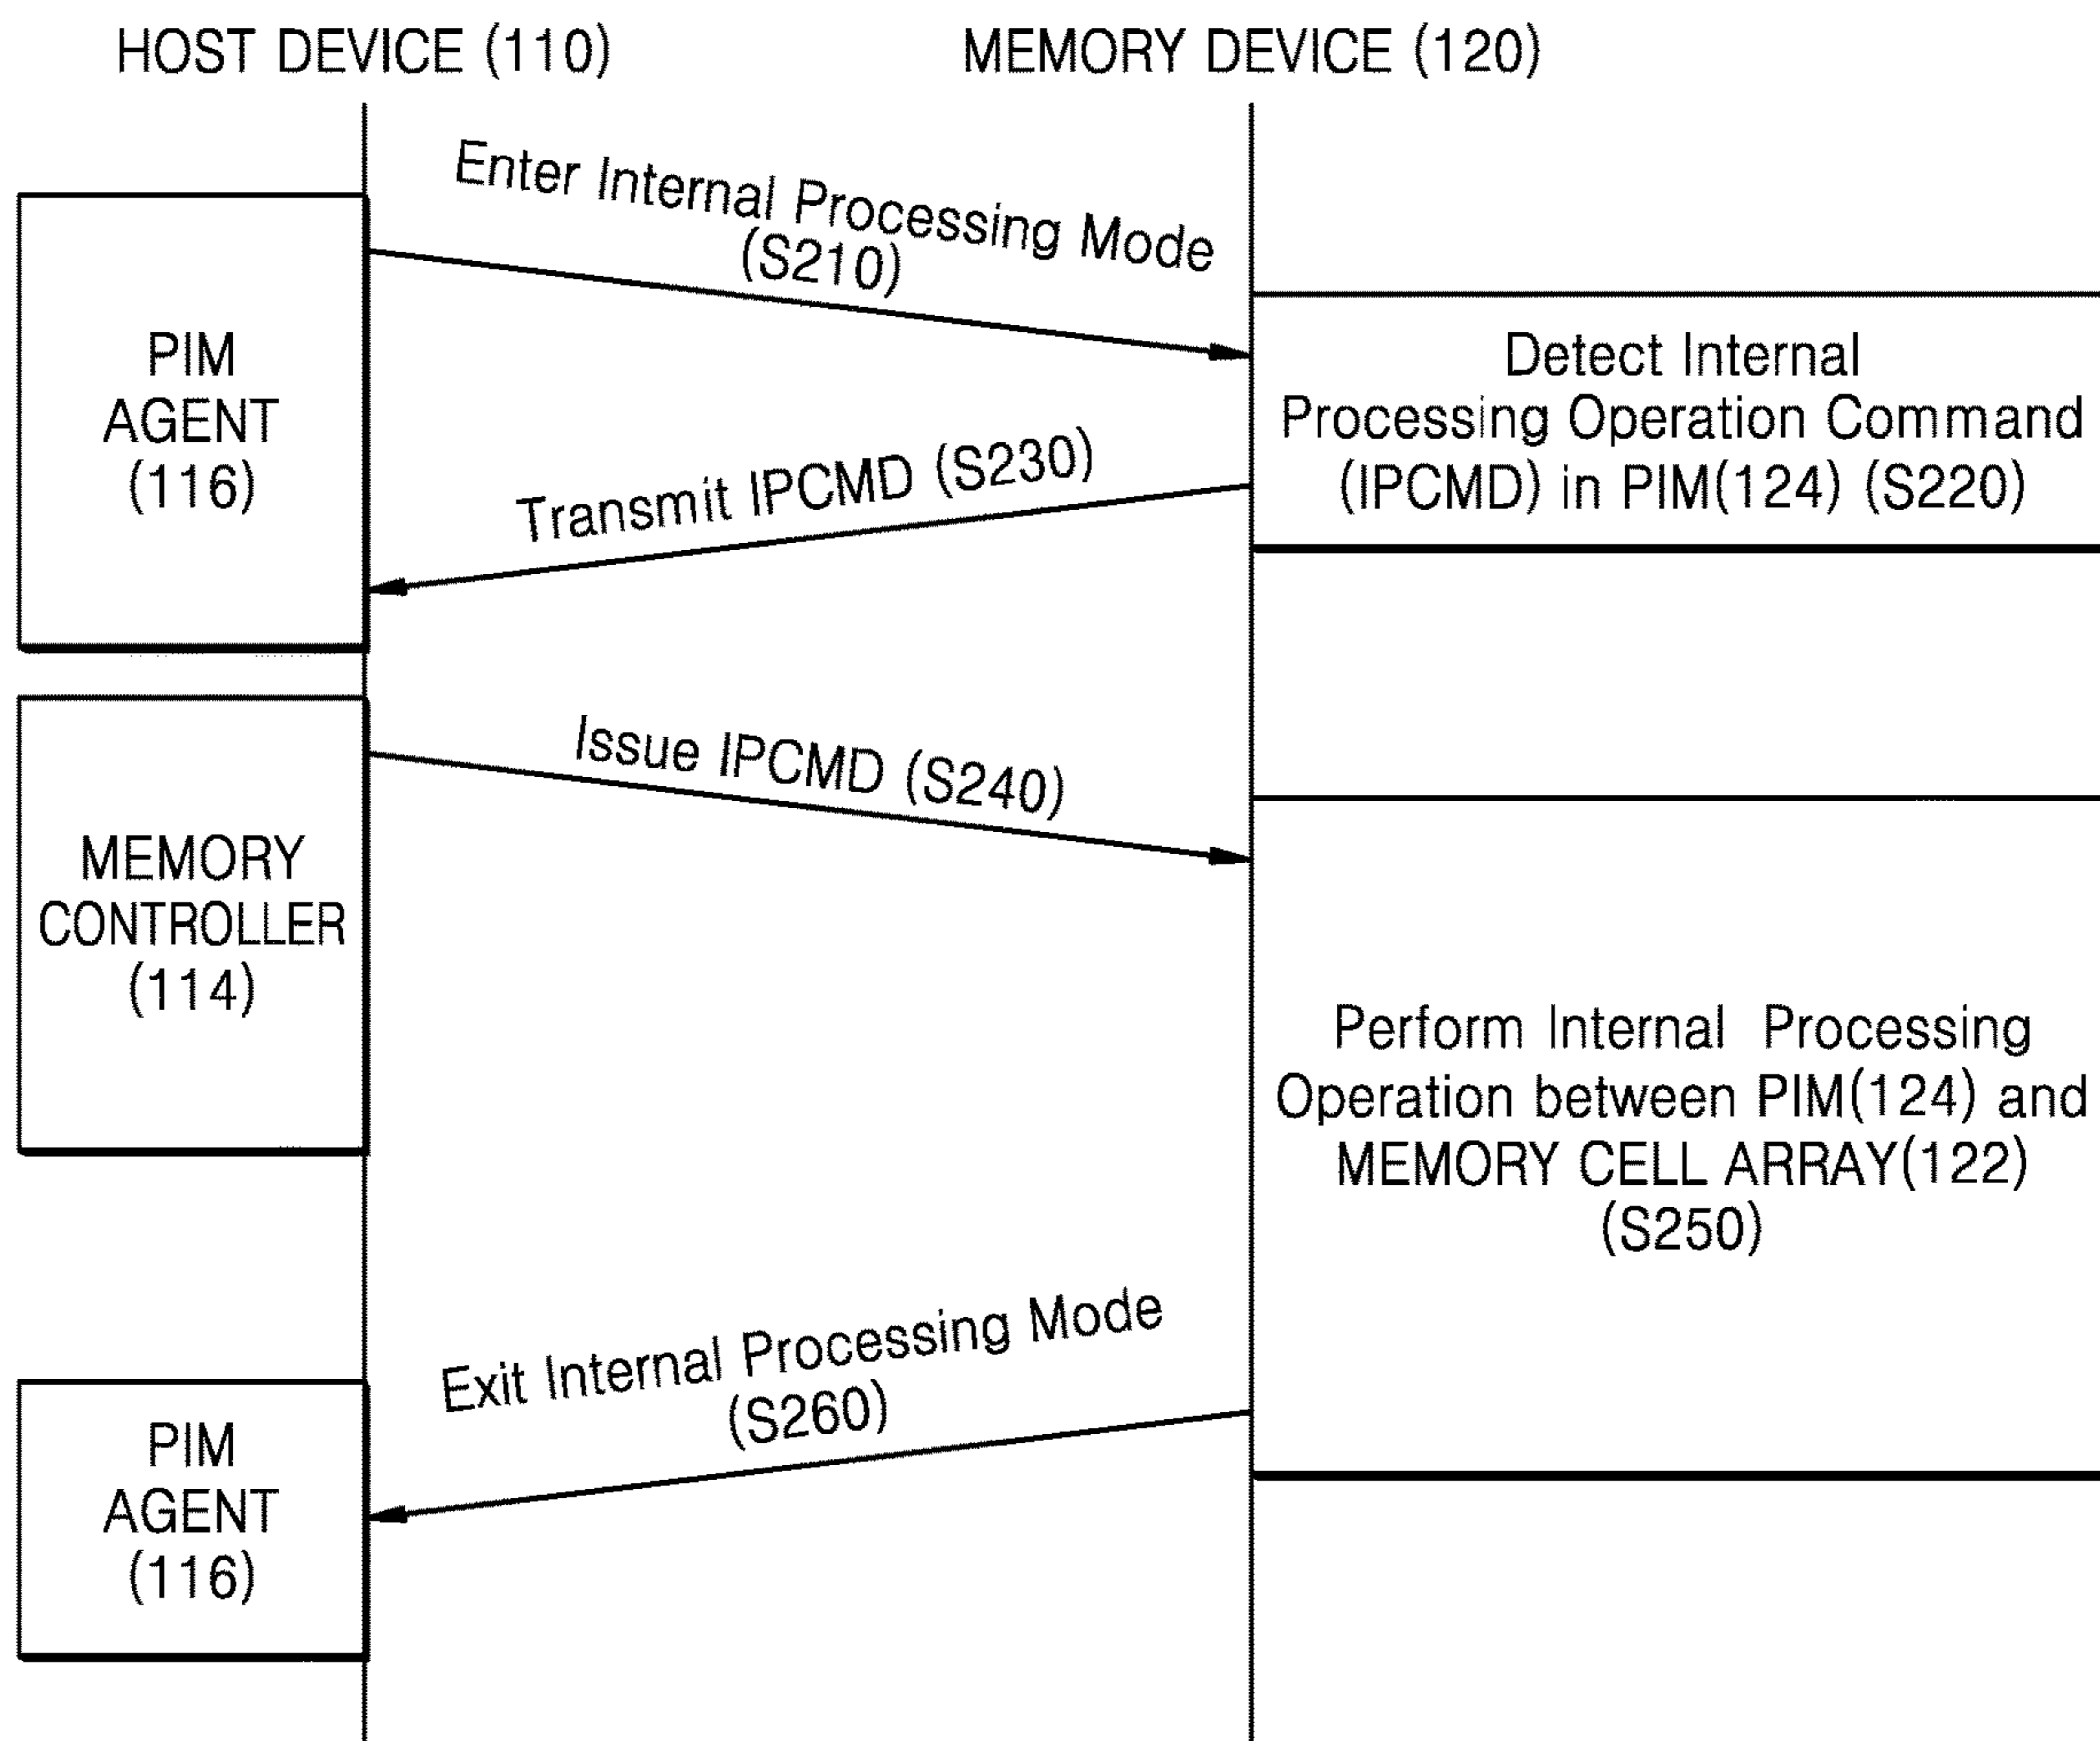 HOST DEVICE (110)
MEMORY DEVICE (120)
Enter Internal Processing Mode
(S210)
PIM
AGENT
(116)
Detect Internal
Processing Operation Command
(IPCMD) in PIM(124) (S220)
Transmit IPCMD (S230)
Issue IPCMD (S240)
MEMORY
CONTROLLER
(114)
Perform Internal Processing
Operation between PIM(124) and
MEMORY CELL ARRAY(122)
(S250)
Exit Internal Processing Mode
(S260)
PIM
AGENT
(116)